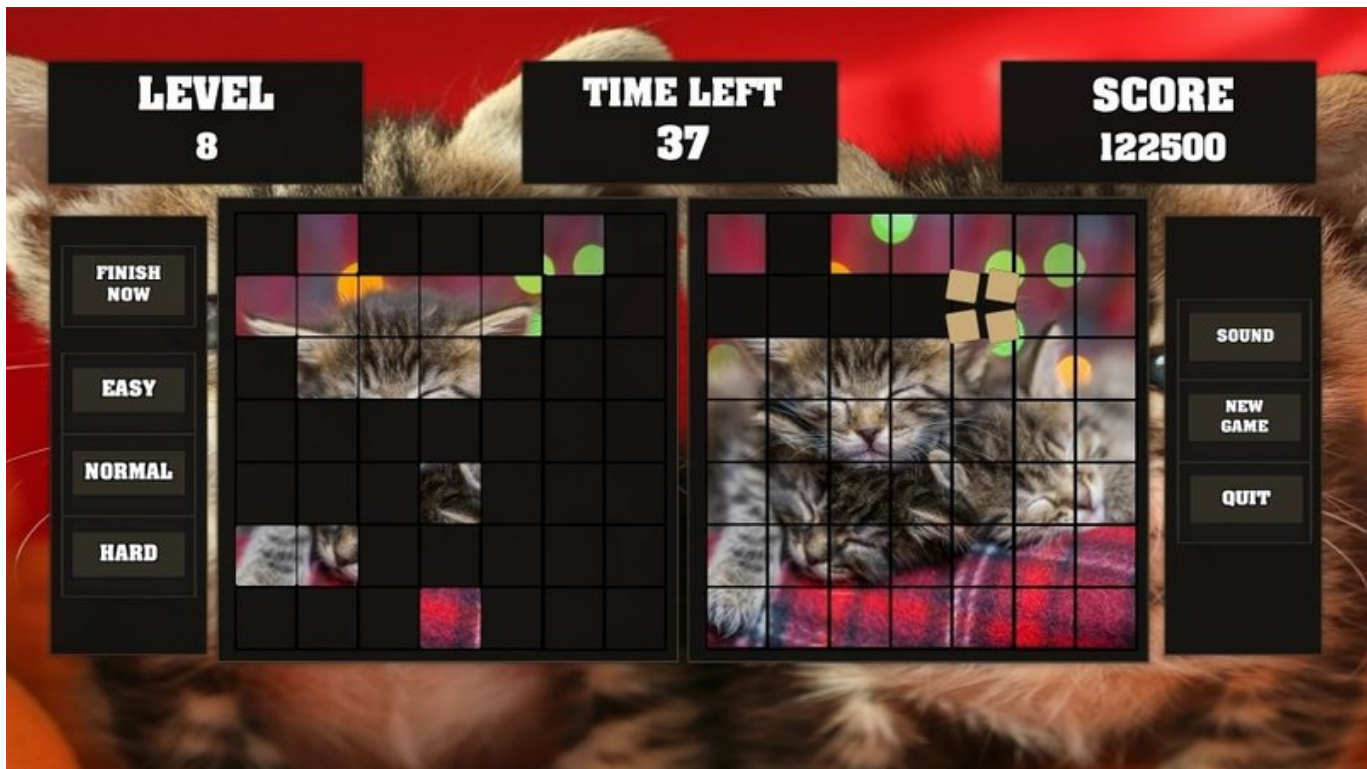 LEVEL
8
TIME LEFT
37
SCORE
122500
FINISH
NOW
EASY
NORMAL
HARD
SOUND
NEW
GAME
QUIT